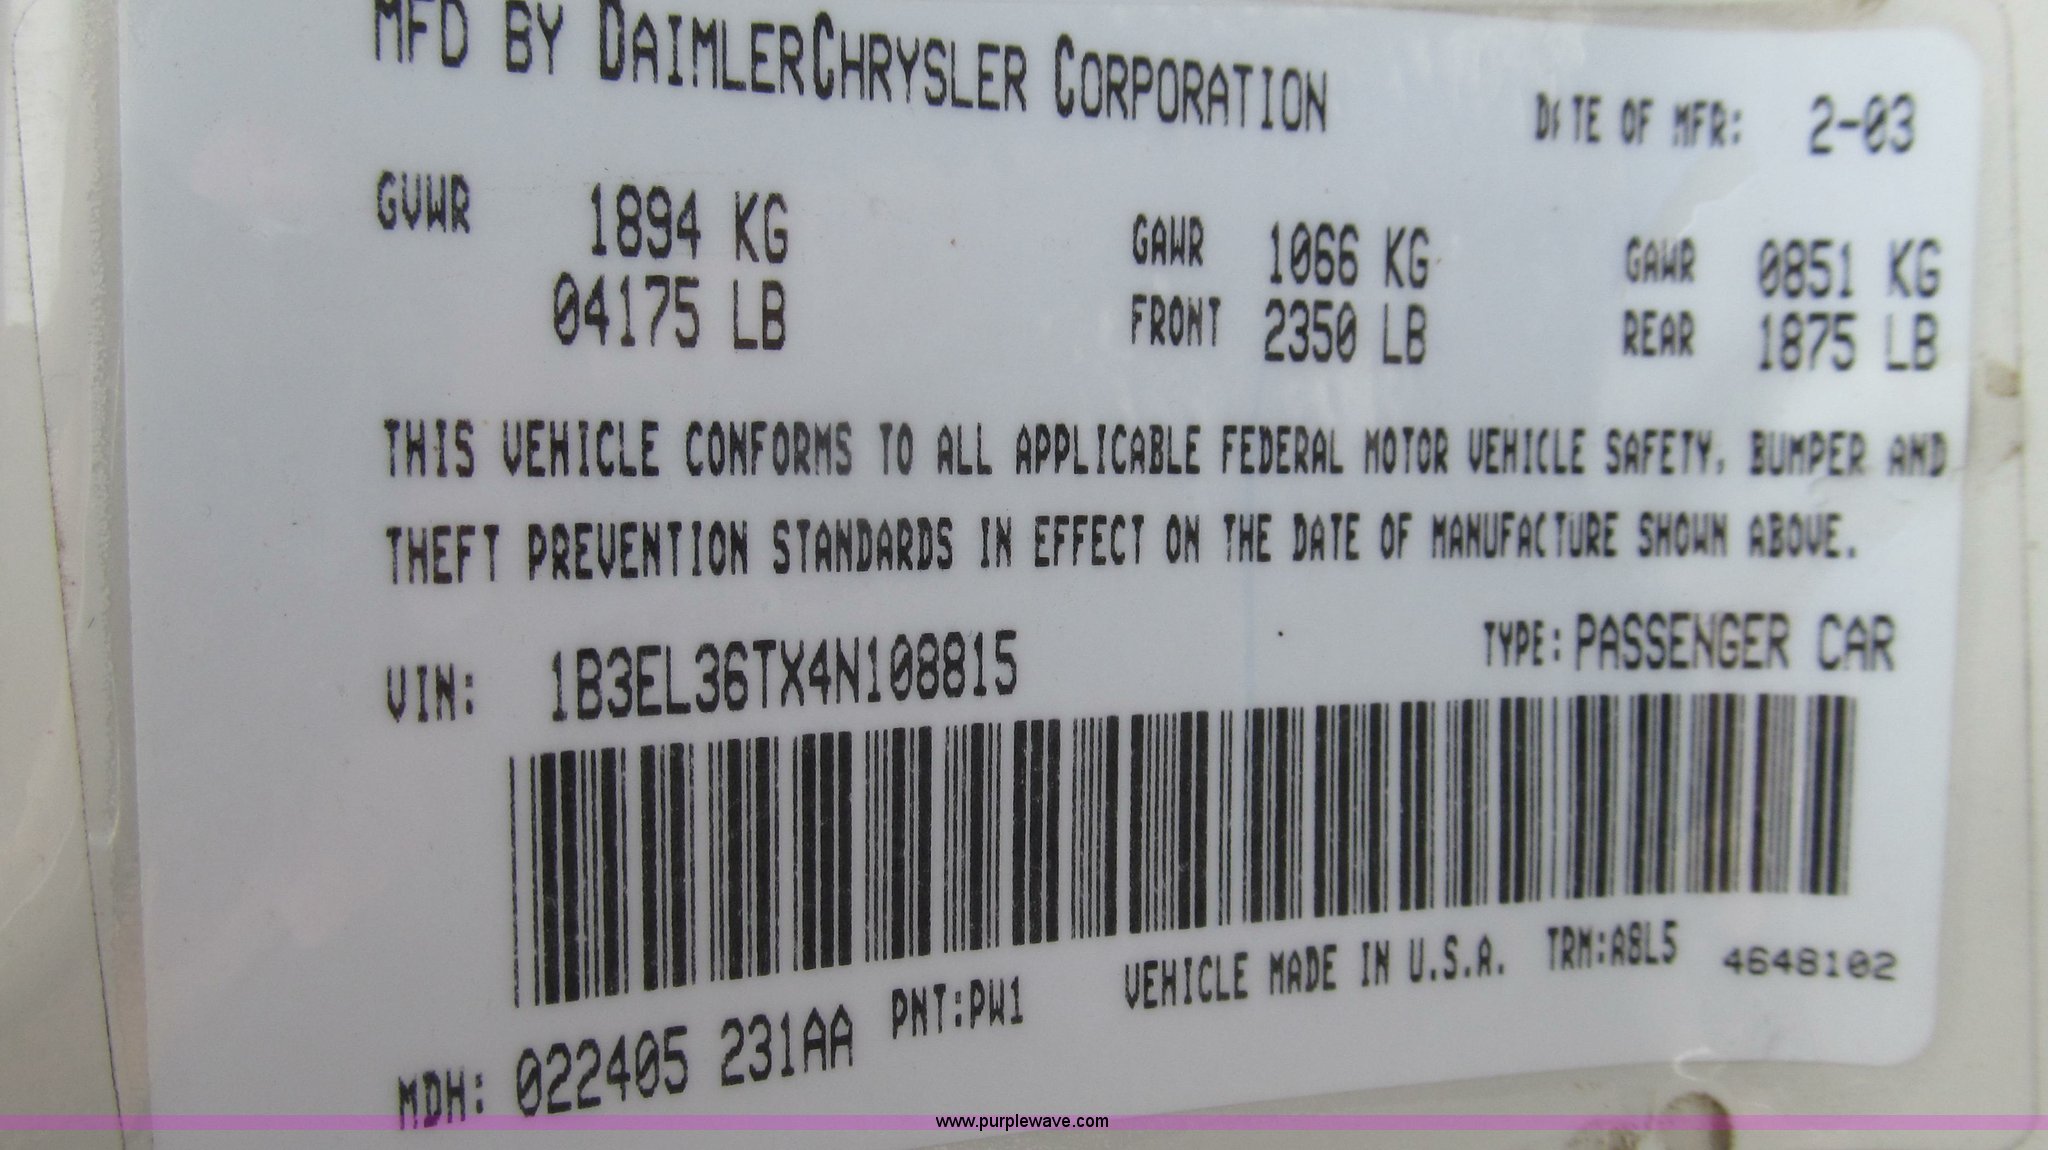 MFD BY DAIMLERCHRYSLER CORPORATION
DATE OF MFR: 2-03
GVWR 1894 KG GAWR 1066 KG GAWR 0851 KG
04175 LB FRONT 2350 LB REAR 1875 LB
THIS VEHICLE CONFORMS TO ALL APPLICABLE FEDERAL MOTOR VEHICLE SAFETY, BUMPER AND
THEFT PREVENTION STANDARDS IN EFFECT ON THE DATE OF MANUFACTURE SHOWN ABOVE.
VIN: 1B3EL36TX4N108815 TYPE: PASSENGER CAR
MDH: 022405 231AA PNT:PW1 VEHICLE MADE IN U.S.A. TRM:A8L5 4648102
www.purplewave.com